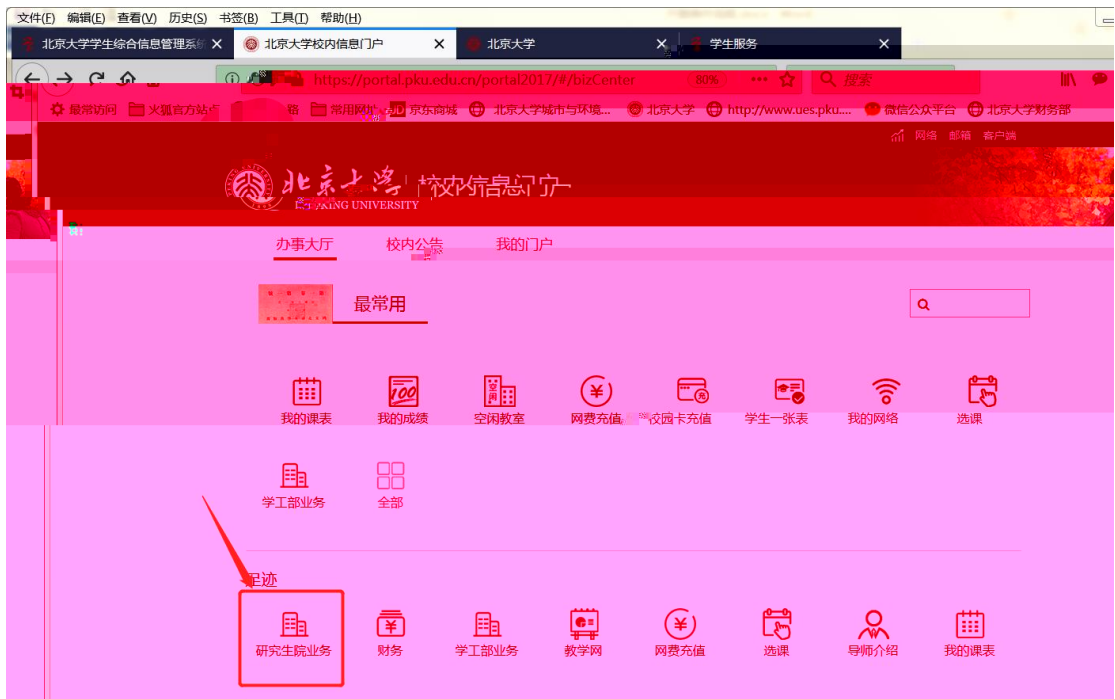 文件(F) 编辑(E) 查看(V) 历史(S) 书签(B) 工具(T) 帮助(H)
北京大学学生综合信息管理系统 × 北京大学校内信息门户 × 北京大学 × 学生服务 ×
https://portal.pku.edu.cn/portal2017/#/bizCenter 80% 搜索
最常访问 火狐官方站点 常用网址 JD 京东商城 北京大学城市与环境... 北京大学 http://www.ues.pku.... 微信公众平台 北京大学财务部
网络 邮箱 客户端
北京大学 校内信息门户
PEKING UNIVERSITY
办事大厅 校内公告 我的门户
最常用
我的课表 我的成绩 空闲教室 网费充值 校园卡充值 学生一张表 我的网络 选课
学工部业务 全部
足迹
研究生院业务 财务 学工部业务 教学网 网费充值 选课 导师介绍 我的课表